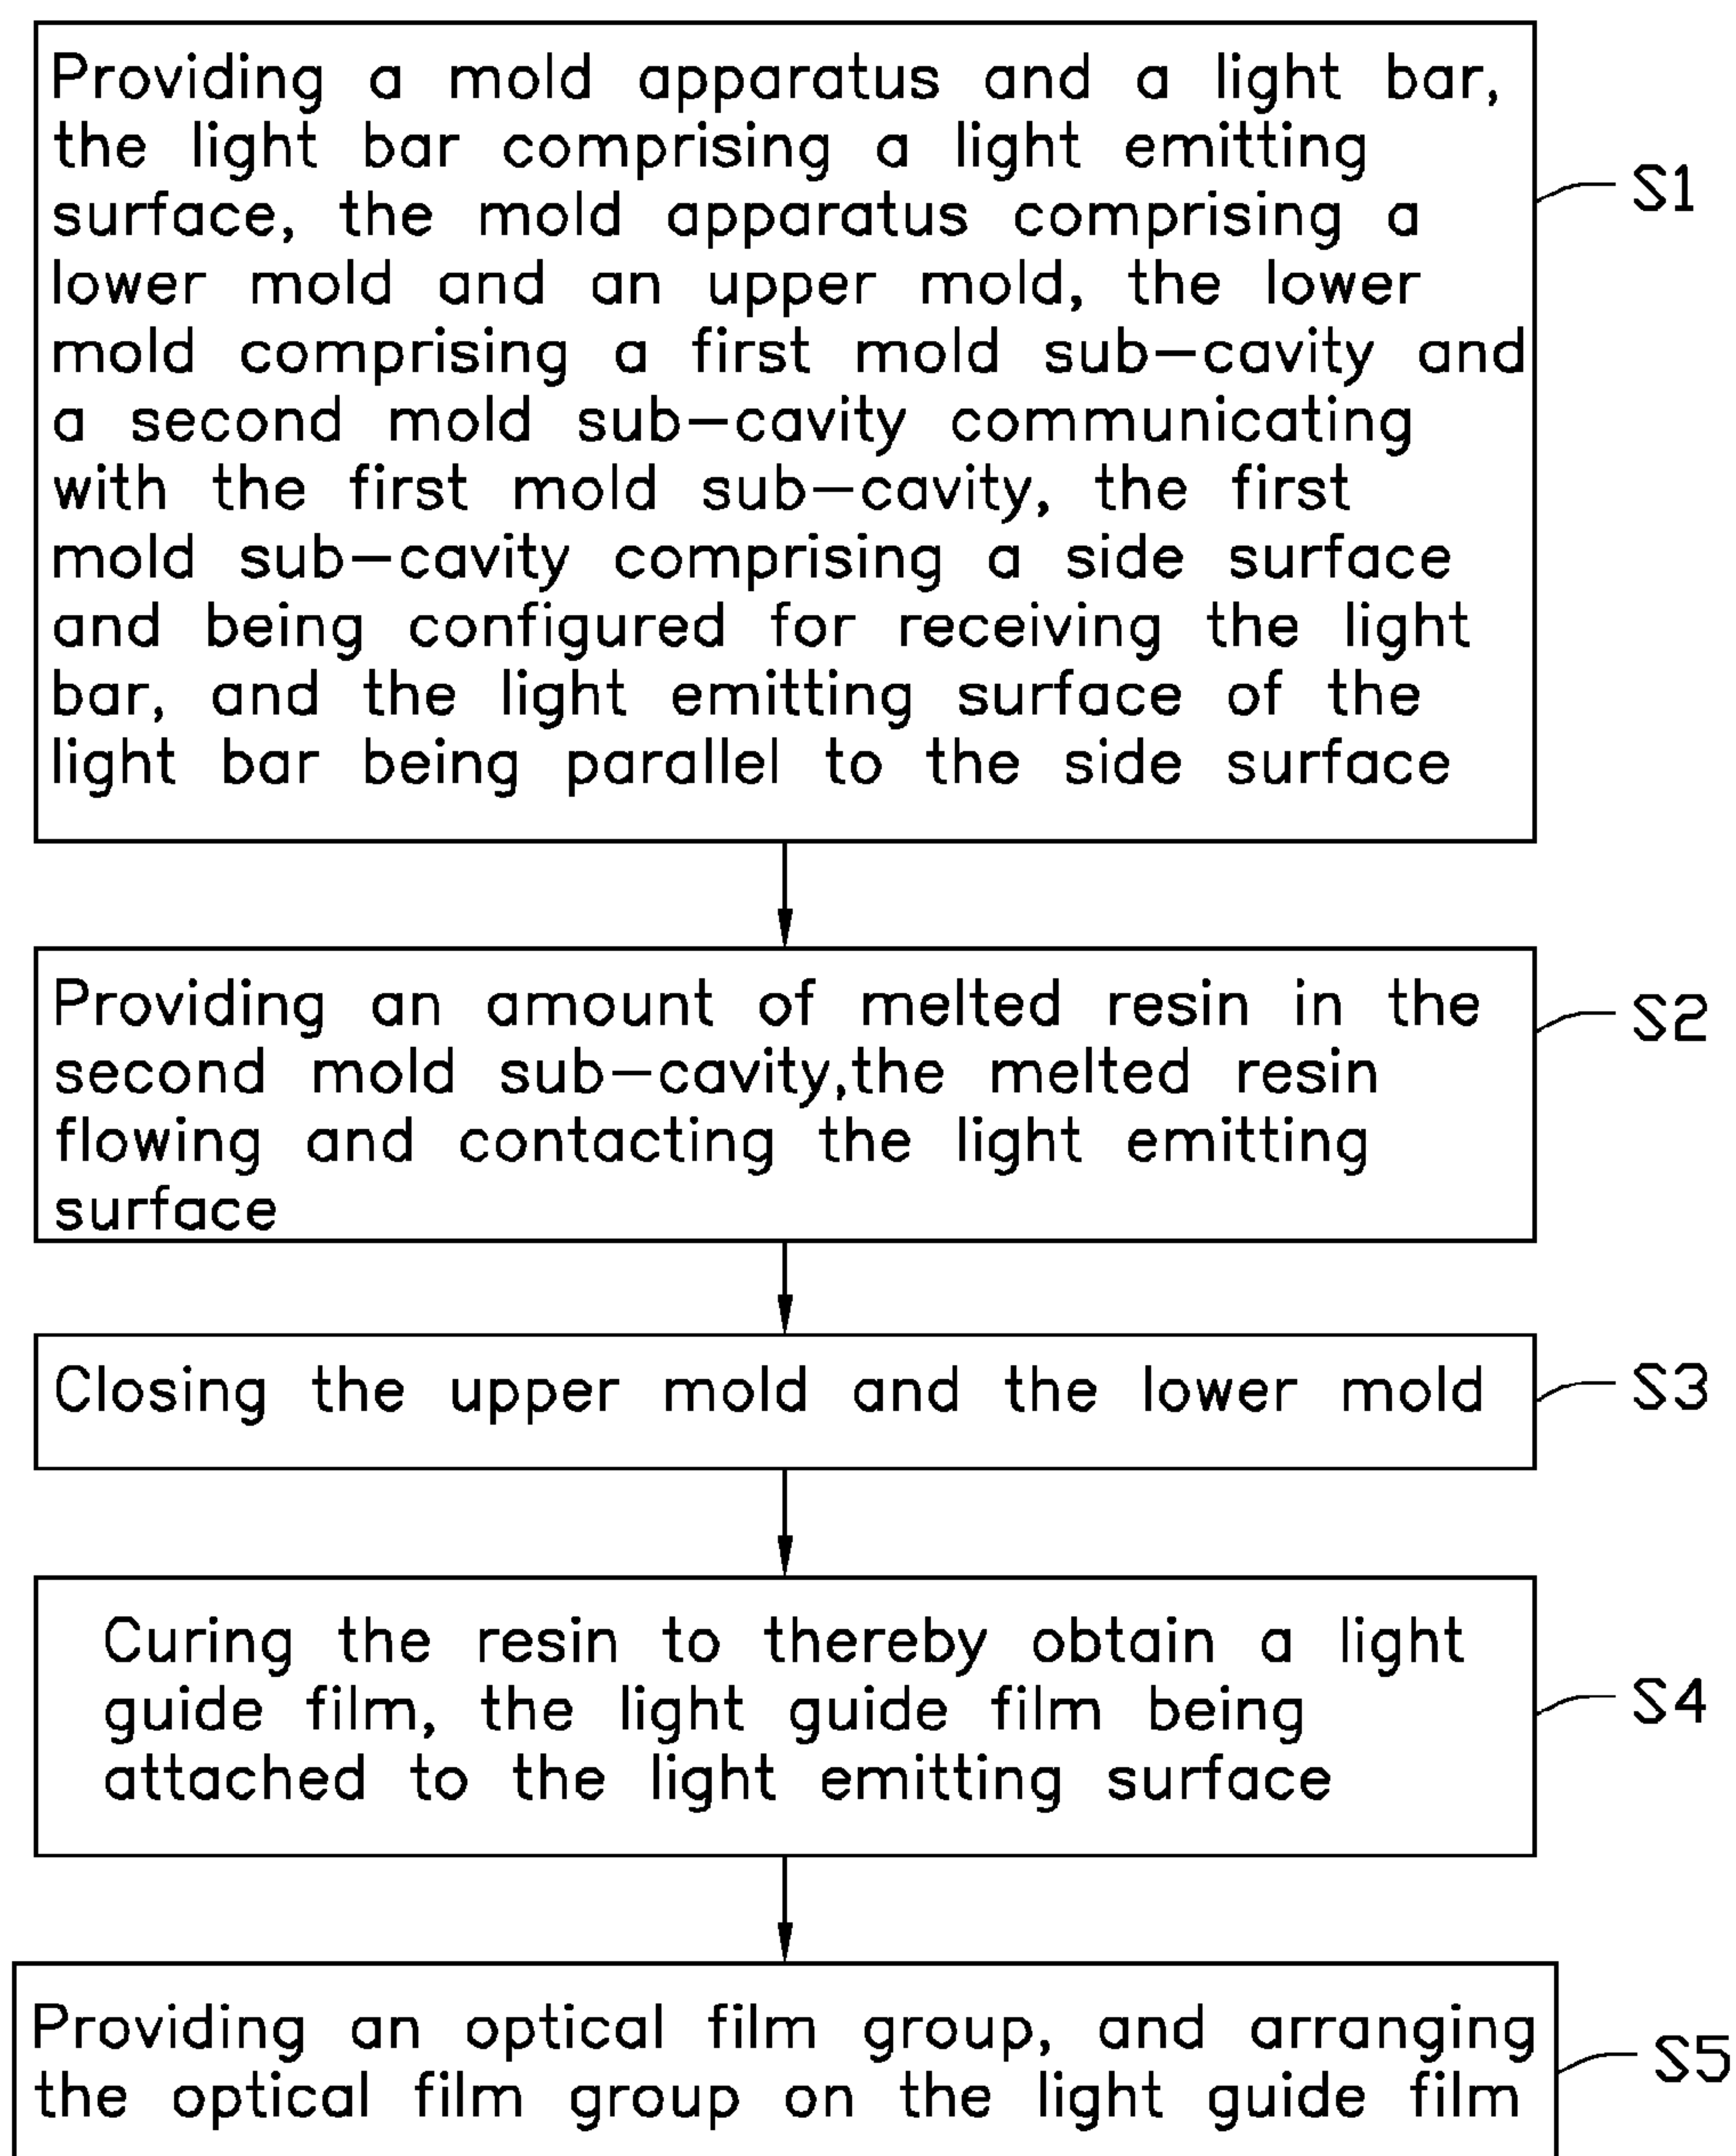 Providing a mold apparatus and a light bar,
the light bar comprising a light emitting
surface, the mold apparatus comprising a
lower mold and an upper mold, the lower
mold comprising a first mold sub-cavity and
a second mold sub-cavity communicating
with the first mold sub-cavity, the first
mold sub-cavity comprising a side surface
and being configured for receiving the light
bar, and the light emitting surface of the
light bar being parallel to the side surface
S1
Providing an amount of melted resin in the
second mold sub-cavity,the melted resin
flowing and contacting the light emitting
surface
S2
Closing the upper mold and the lower mold
S3
Curing the resin to thereby obtain a light
guide film, the light guide film being
attached to the light emitting surface
S4
Providing an optical film group, and arranging
the optical film group on the light guide film
S5